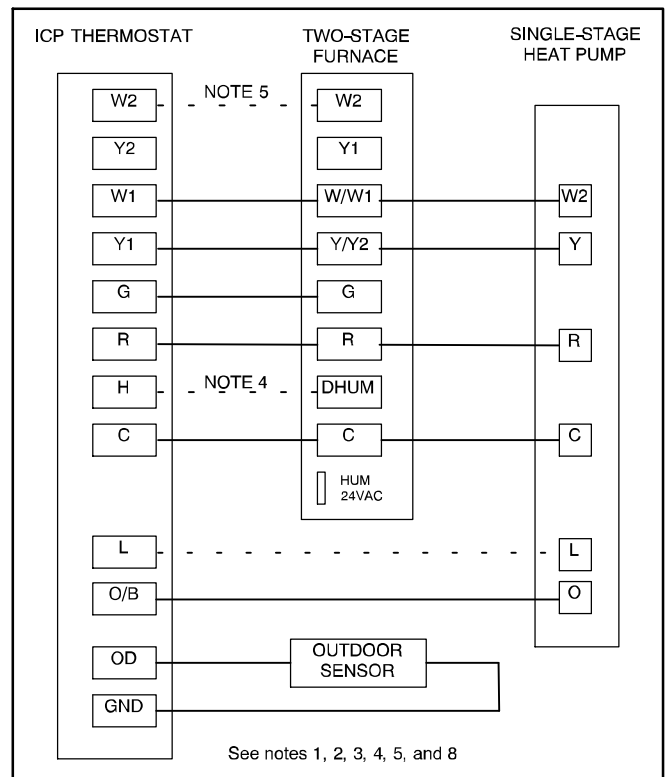 ICP THERMOSTAT
TWO-STAGE
FURNACE
SINGLE-STAGE
HEAT PUMP
W2
NOTE 5
W2
Y2
Y1
W1
W/W1
W2
Y1
Y/Y2
Y
G
G
R
R
R
H
NOTE 4
DHUM
C
C
C
HUM
24VAC
L
L
O/B
O
OD
OUTDOOR
SENSOR
GND
See notes 1, 2, 3, 4, 5, and 8